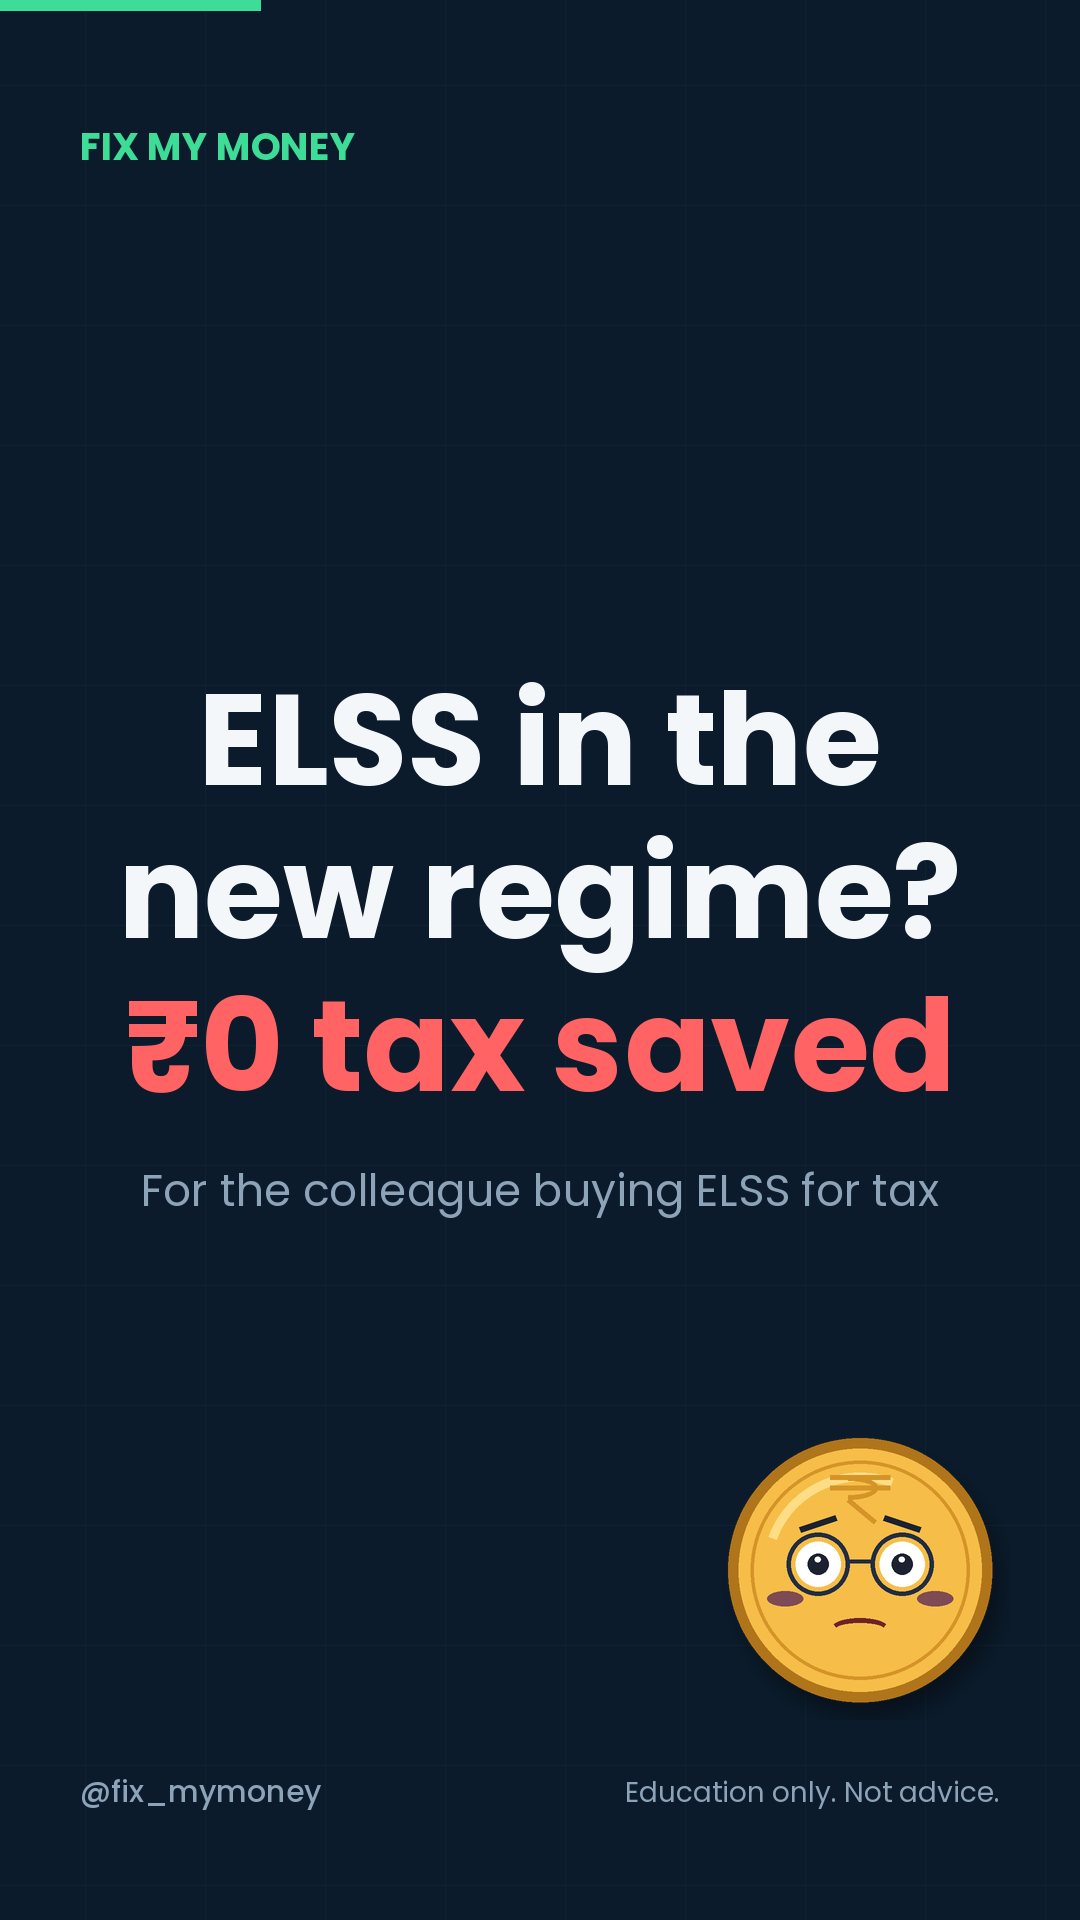 FIX MY MONEY
ELSS in the
new regime?
₹0 tax saved
For the colleague buying ELSS for tax
₹
@fix_mymoney
Education only. Not advice.